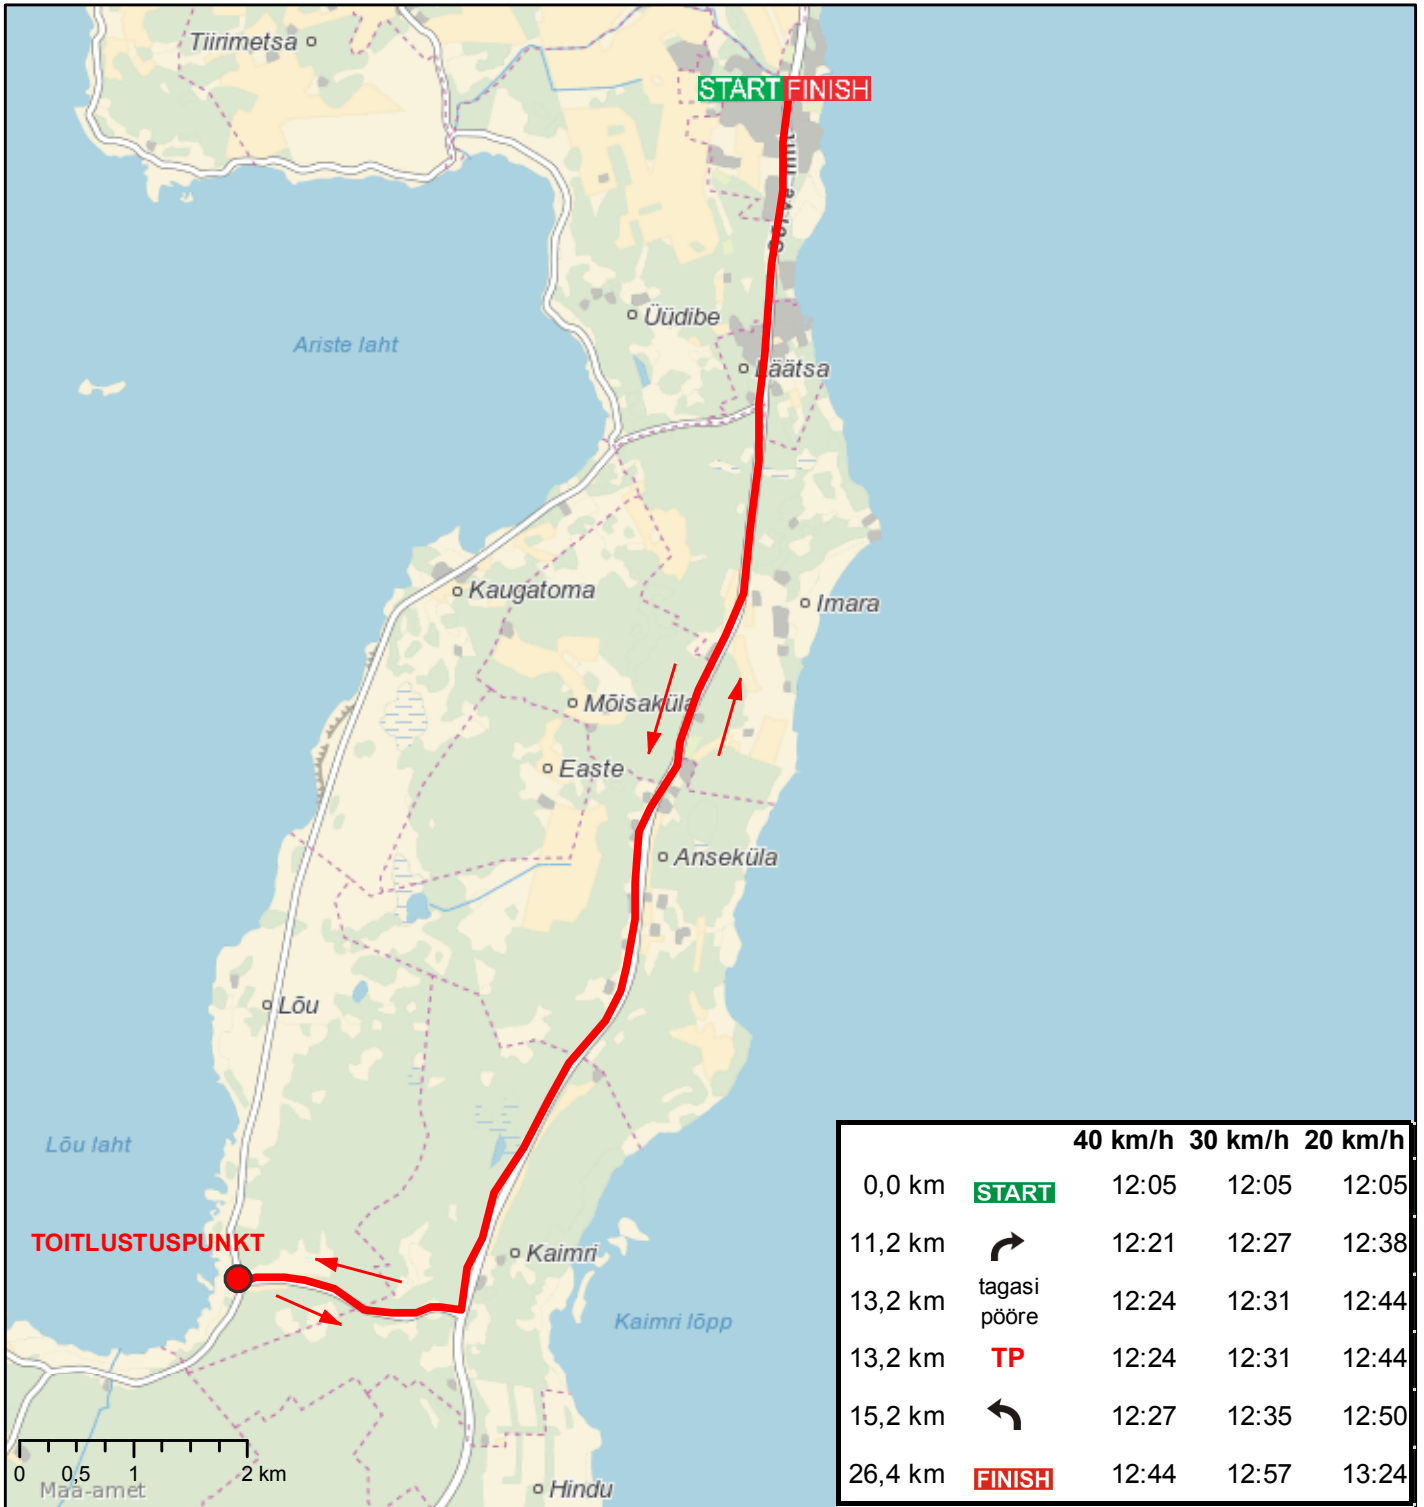 Tiirimetsa
START FINISH
Sõrve mnt
Üüdibe
Ariste laht
Läätsa
Kaugatoma
Imara
Mõisaküla
Easte
Anseküla
Lõu
Lõu laht
TOITLUSTUSPUNKT
Kaimri
Kaimri lõpp
Hindu
0 0,5 1 2 km
Maa-amet
40 km/h 30 km/h 20 km/h
0,0 km START 12:05 12:05 12:05
11,2 km 12:21 12:27 12:38
13,2 km tagasi pööre 12:24 12:31 12:44
13,2 km TP 12:24 12:31 12:44
15,2 km 12:27 12:35 12:50
26,4 km FINISH 12:44 12:57 13:24